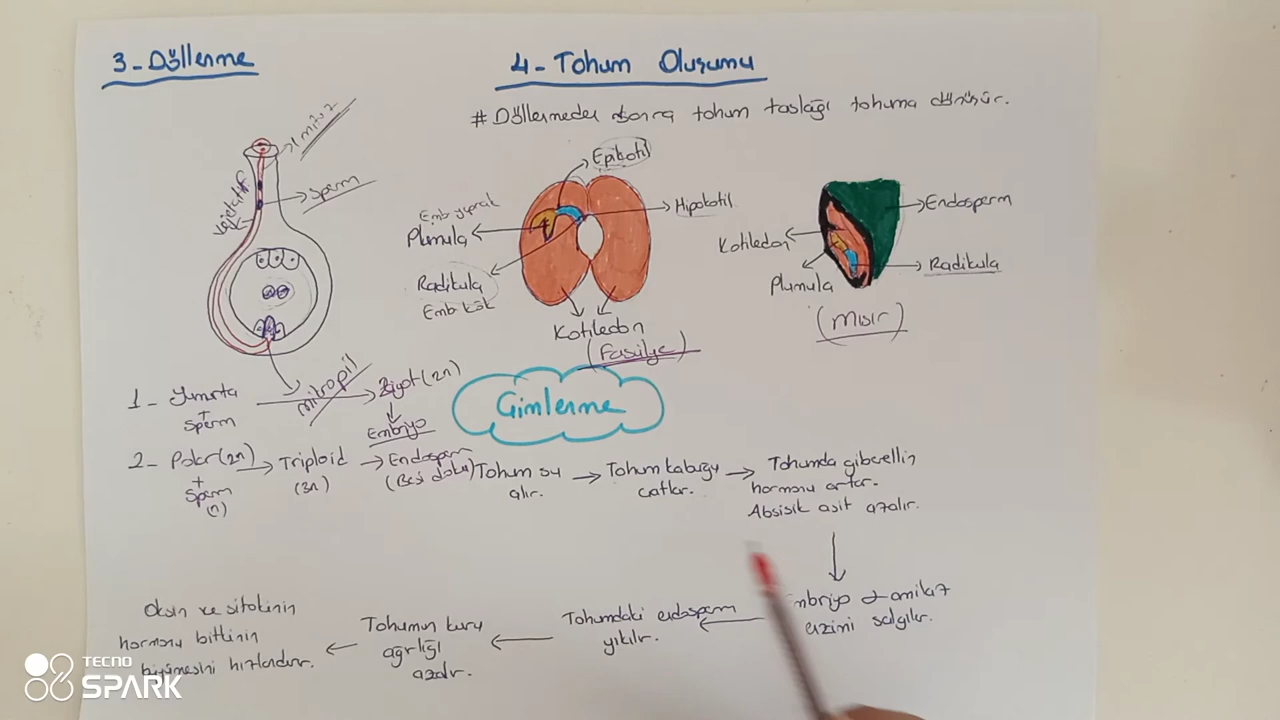 3-Döllenme
4-Tohum Oluşumu
#Döllenmeden sonra tohum taslağı tohuma dönüşür.
sperm
vejetatif
Epikotil
Emb yaprak
Plumula
Hipokotil
Radikula
Emb kök
Kotiledon
(Fasulye)
Endosperm
Kotiledon
Plumula
Radikula
(Mısır)
1- Yumurta
+
sperm
mitropil
Zigot(2n)
Embriyo
2- Polar(2n)
+
sperm
(n)
Triploid
(3n)
Endosperm
(Besi doku)
Çimlenme
Tohum su
alır.
Tohum kabuğu
çatlar.
Tohumda giberellin
hormonu artar.
Absisik asit azalır.
Embriyo α amilaz
enzimi salgılar.
Tohumdaki endosperm
yıkılır.
Tohumun kuru
ağırlığı
azalır.
Oksin ve sitokinin
hormonu bitkinin
büyümesini hızlandırır.
TECNO
SPARK